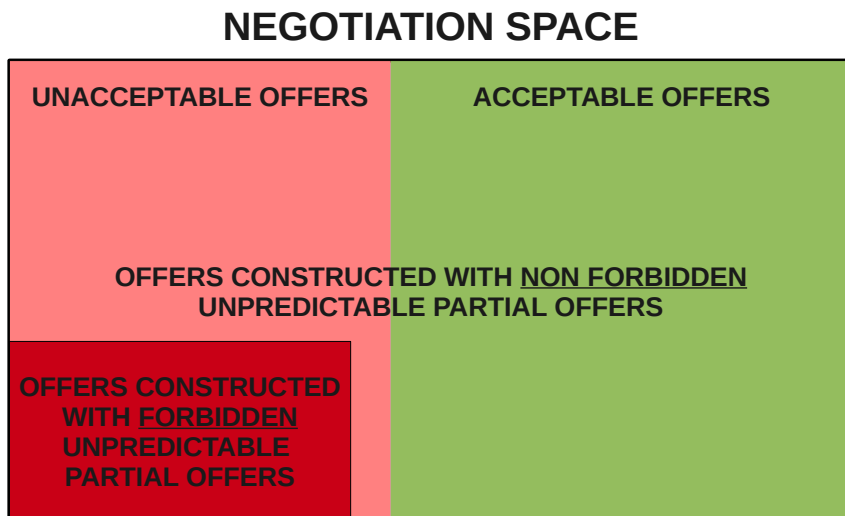 NEGOTIATION SPACE
UNACCEPTABLE OFFERS
ACCEPTABLE OFFERS
OFFERS CONSTRUCTED WITH NON FORBIDDEN
UNPREDICTABLE PARTIAL OFFERS
OFFERS CONSTRUCTED
WITH FORBIDDEN
UNPREDICTABLE
PARTIAL OFFERS